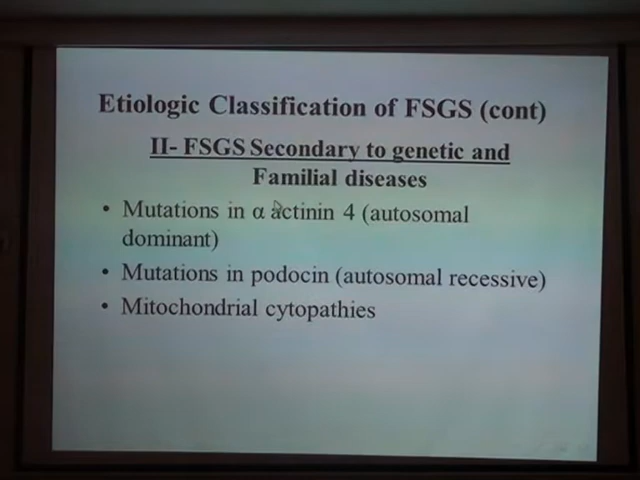 Etiologic Classification of FSGS (cont)
II- FSGS Secondary to genetic and
Familial diseases
• Mutations in α actinin 4 (autosomal
dominant)
• Mutations in podocin (autosomal recessive)
• Mitochondrial cytopathies